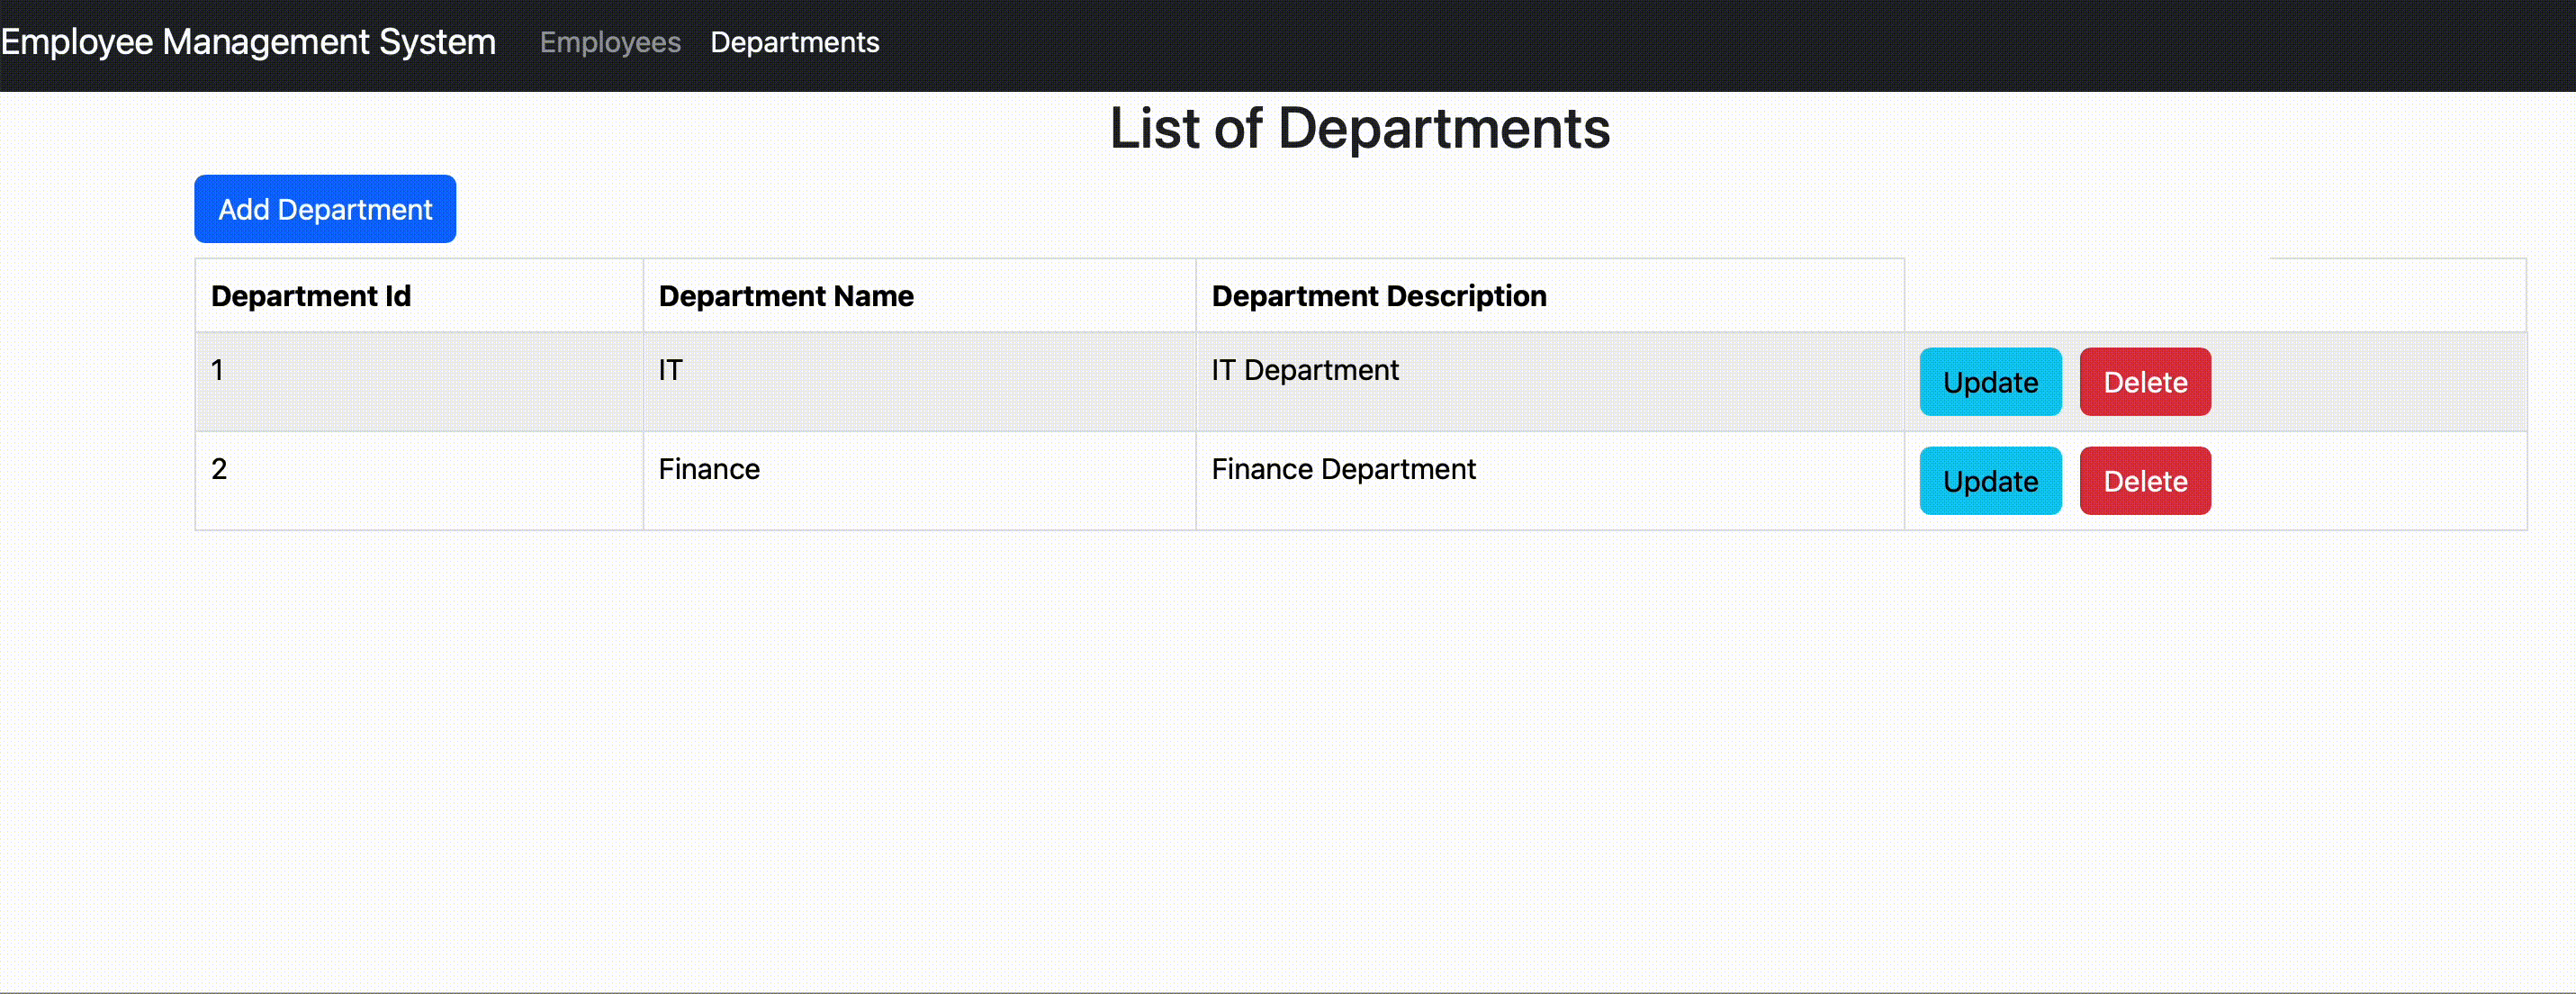 Employee Management System Employees Departments
List of Departments
Add Department
Department Id Department Name Department Description
1 IT IT Department Update Delete
2 Finance Finance Department Update Delete